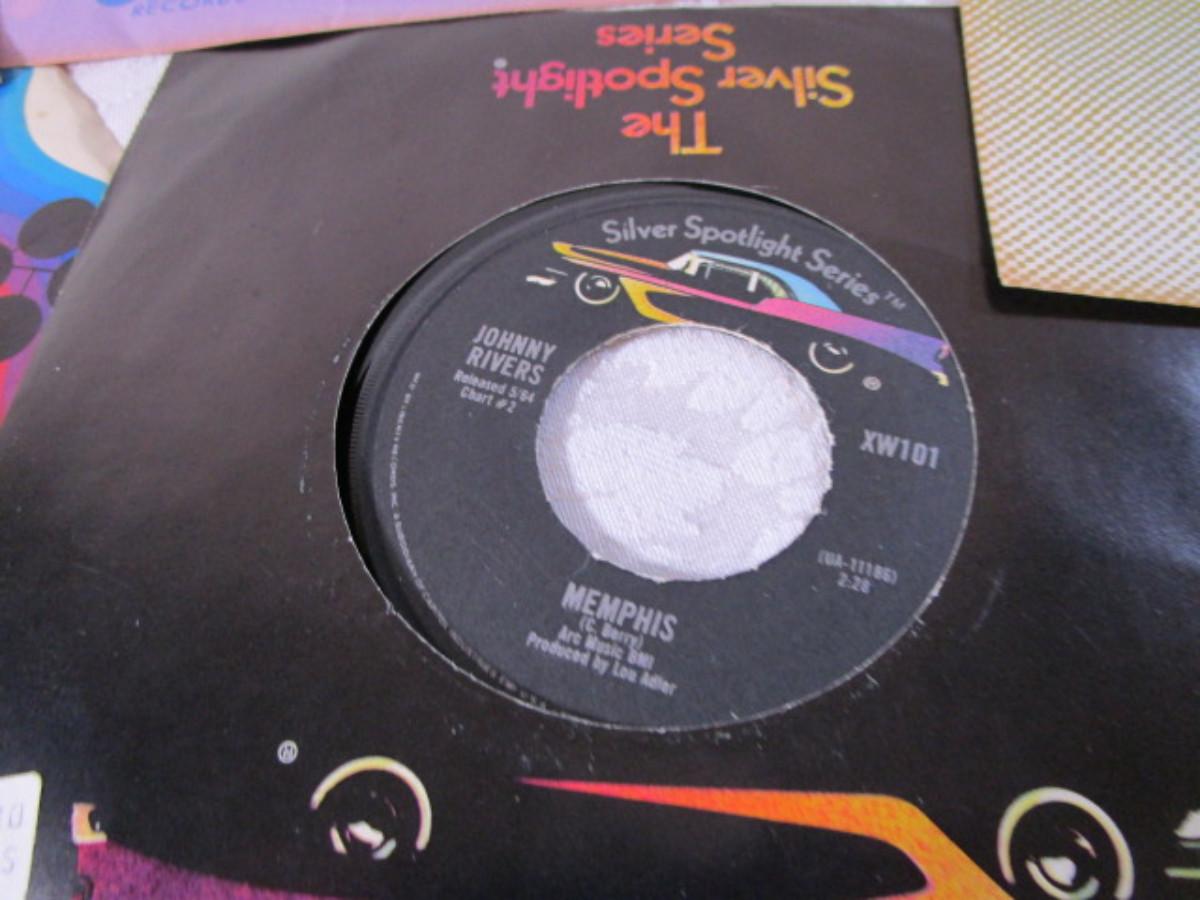 RECORDS
The
Silver Spotlight
Series
Silver Spotlight Series™
JOHNNY
RIVERS
Released 5/64
Chart #2
XW101
(UA-11186)
2:28
MEMPHIS
(C. Berry)
Arc Music BMI
Produced by Lou Adler